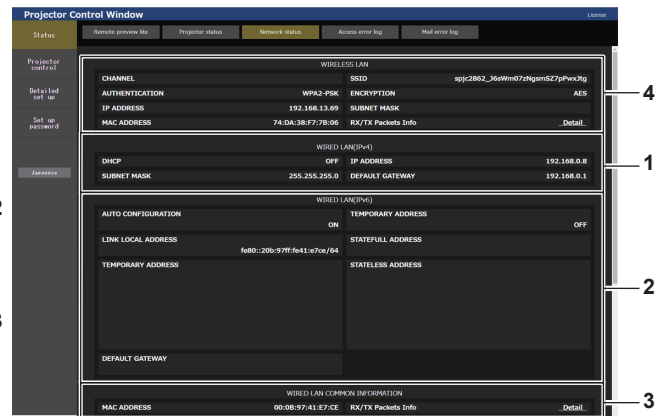 Projector Control Window License
Status Remote preview lite Projector status Network status Access error log Mail error log
Projector
control
Detailed
set up
Set up
password
Japanese
WIRELESS LAN
CHANNEL SSID spjc2862_J6sWm07zNgsmSZ7pPwxJtg
AUTHENTICATION WPA2-PSK ENCRYPTION AES
IP ADDRESS 192.168.13.69 SUBNET MASK
MAC ADDRESS 74:DA:38:F7:7B:06 RX/TX Packets Info Detail
4
WIRED LAN(IPv4)
DHCP OFF IP ADDRESS 192.168.0.8
SUBNET MASK 255.255.255.0 DEFAULT GATEWAY 192.168.0.1
1
WIRED LAN(IPv6)
AUTO CONFIGURATION TEMPORARY ADDRESS
ON OFF
LINK LOCAL ADDRESS STATEFULL ADDRESS
fe80::20b:97ff:fe41:e7ce/64
TEMPORARY ADDRESS STATELESS ADDRESS
2
DEFAULT GATEWAY
WIRED LAN COMMON INFORMATION
MAC ADDRESS 00:0B:97:41:E7:CE RX/TX Packets Info Detail
3